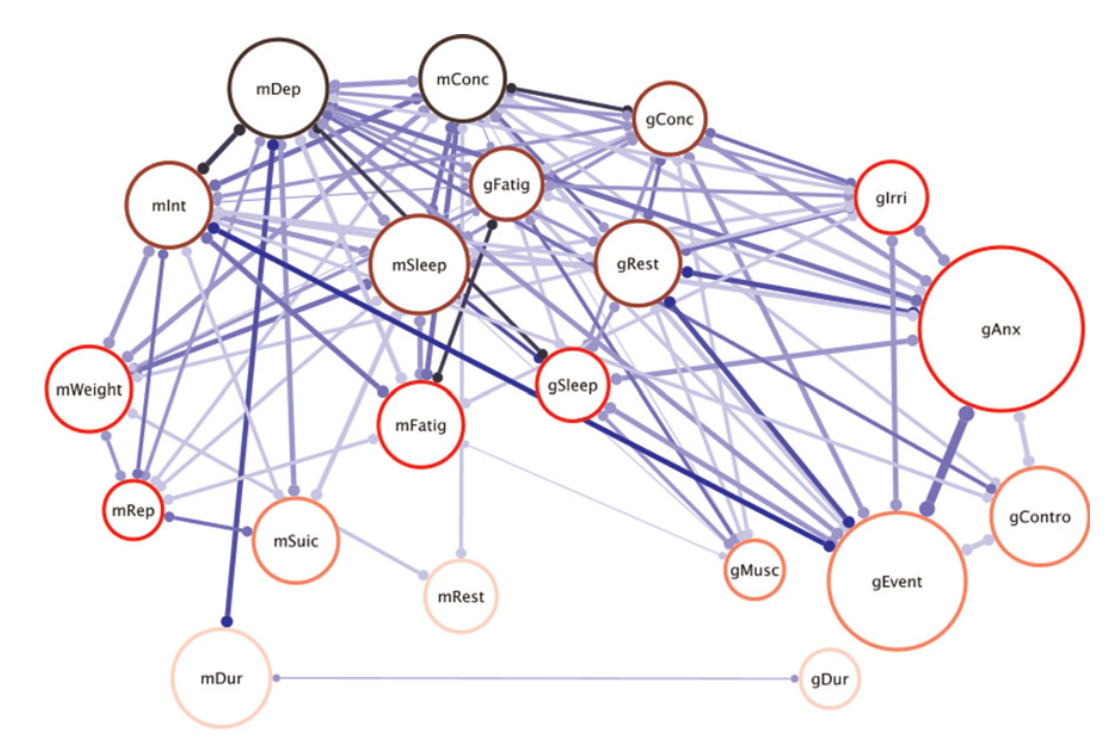 mDep
mConc
gConc
gFatig
gIrri
mInt
mSleep
gRest
gAnx
mWeight
gSleep
mFatig
mRep
gContro
mSuic
gMusc
gEvent
mRest
mDur
gDur